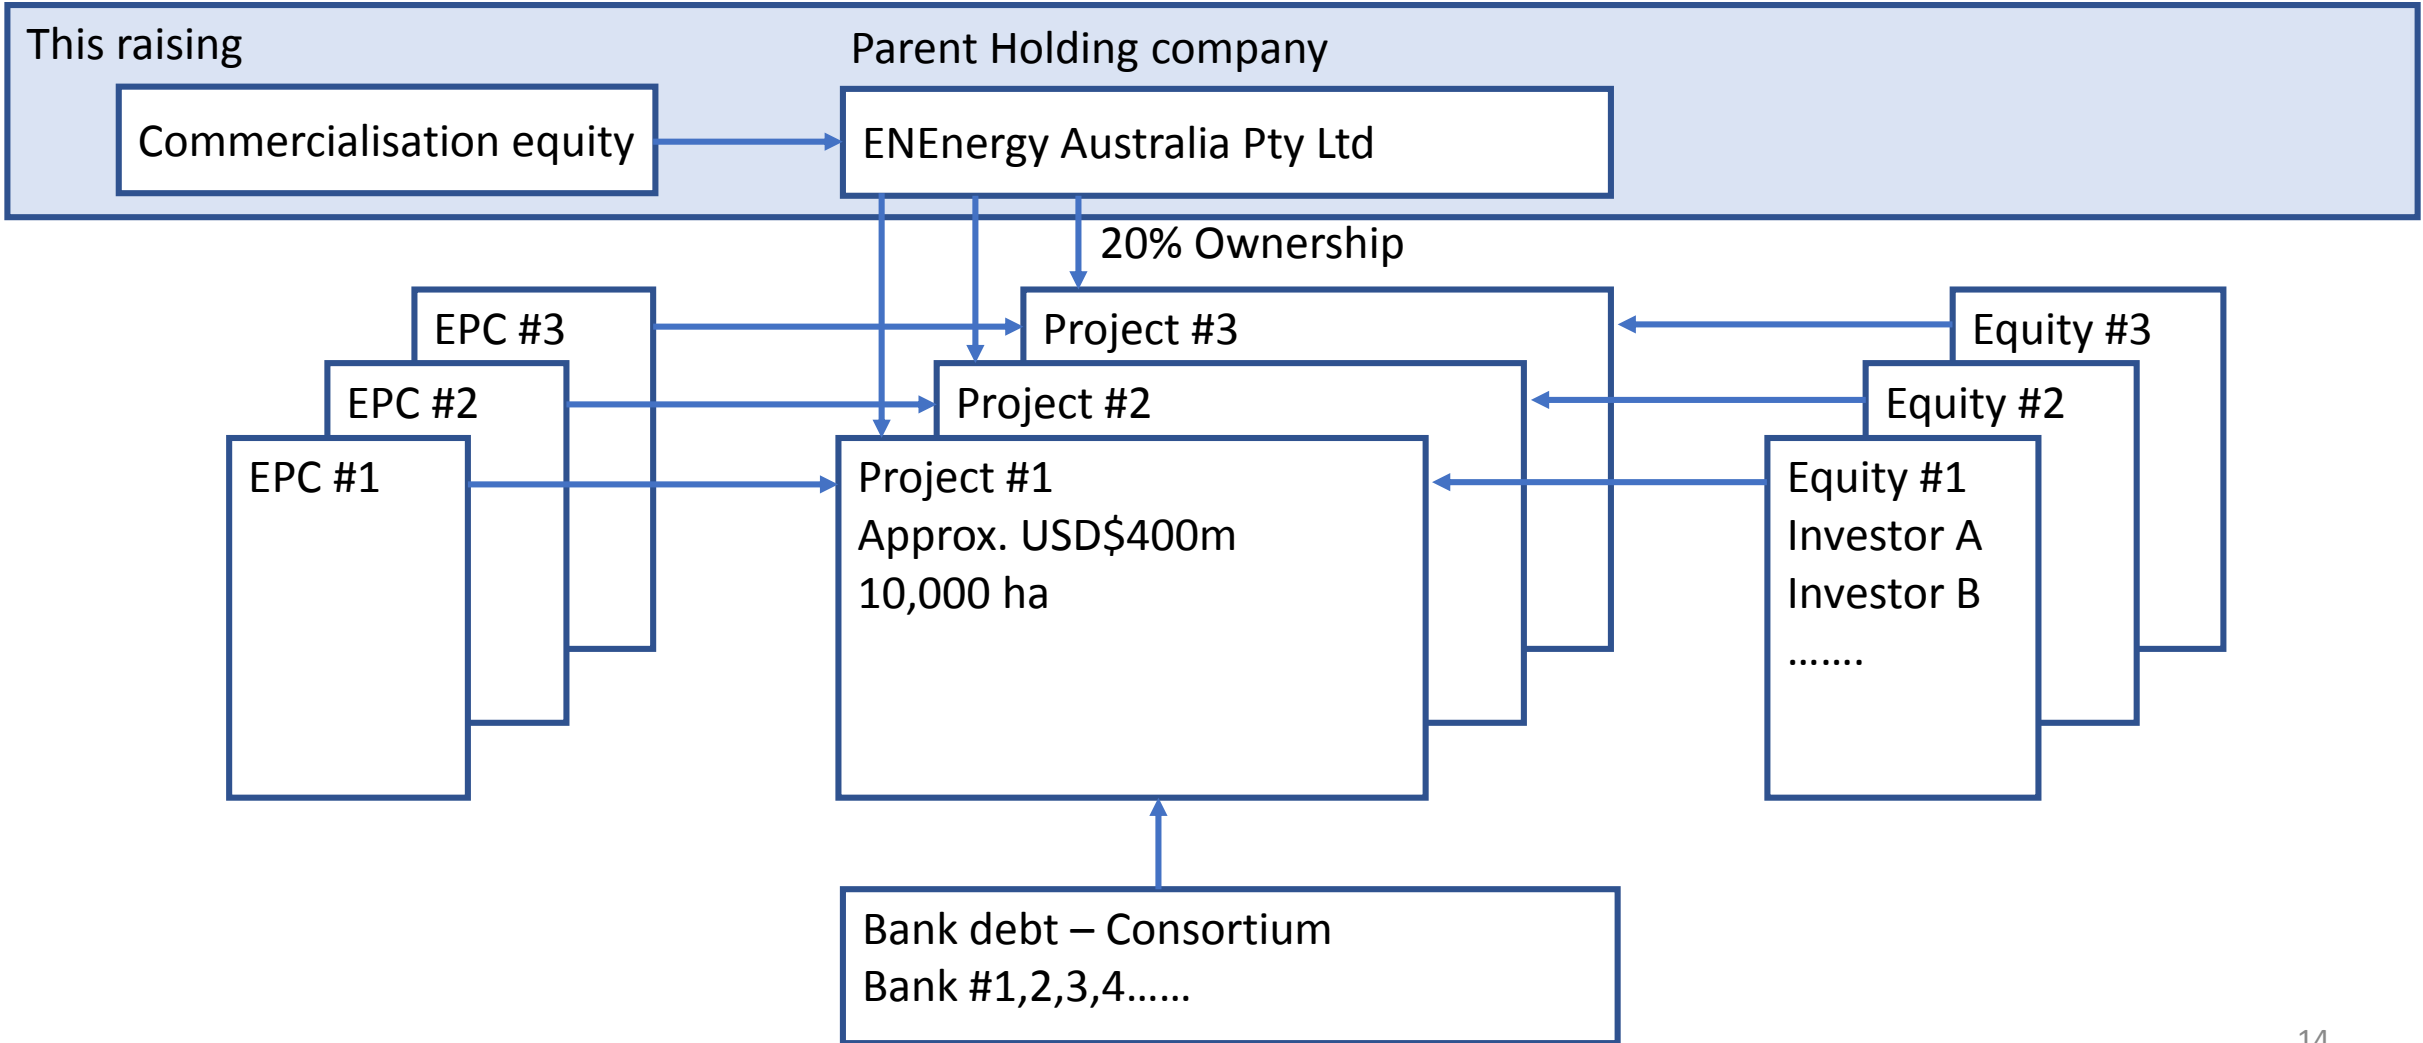 This raising
Parent Holding company
Commercialisation equity
ENEnergy Australia Pty Ltd
20% Ownership
EPC #3
Project #3
Equity #3
EPC #2
Project #2
Equity #2
EPC #1
Project #1
Approx. USD$400m
10,000 ha
Equity #1
Investor A
Investor B
…….
Bank debt – Consortium
Bank #1,2,3,4……
14